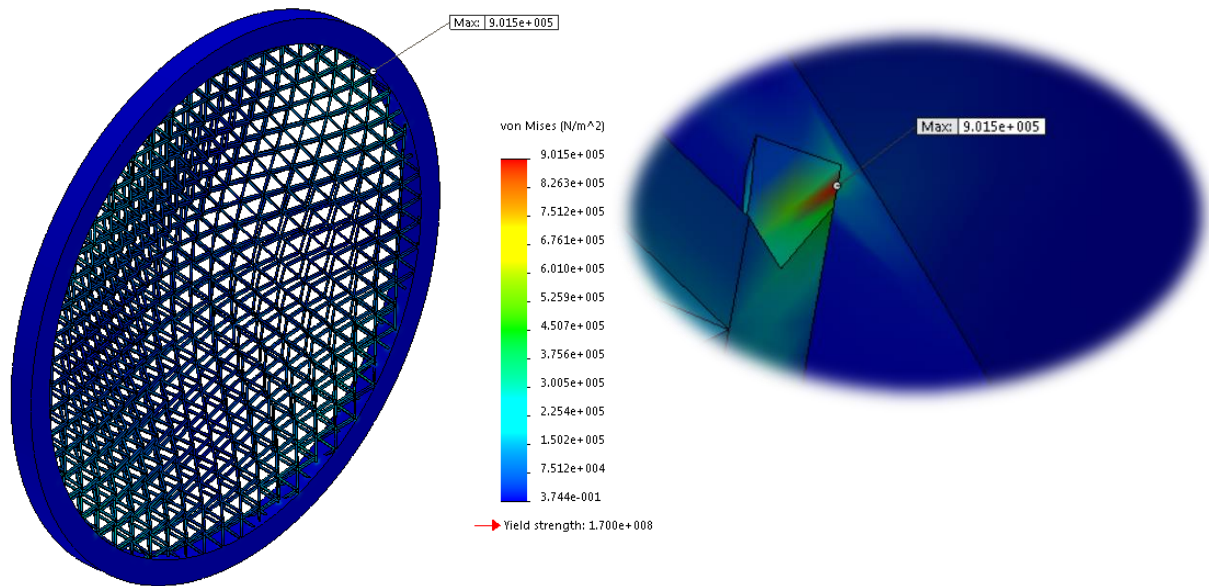 Max: 9.015e+005
Max: 9.015e+005
von Mises (N/m^2)
9.015e+005
8.263e+005
7.512e+005
6.761e+005
6.010e+005
5.259e+005
4.507e+005
3.756e+005
3.005e+005
2.254e+005
1.502e+005
7.512e+004
3.744e-001
Yield strength: 1.700e+008